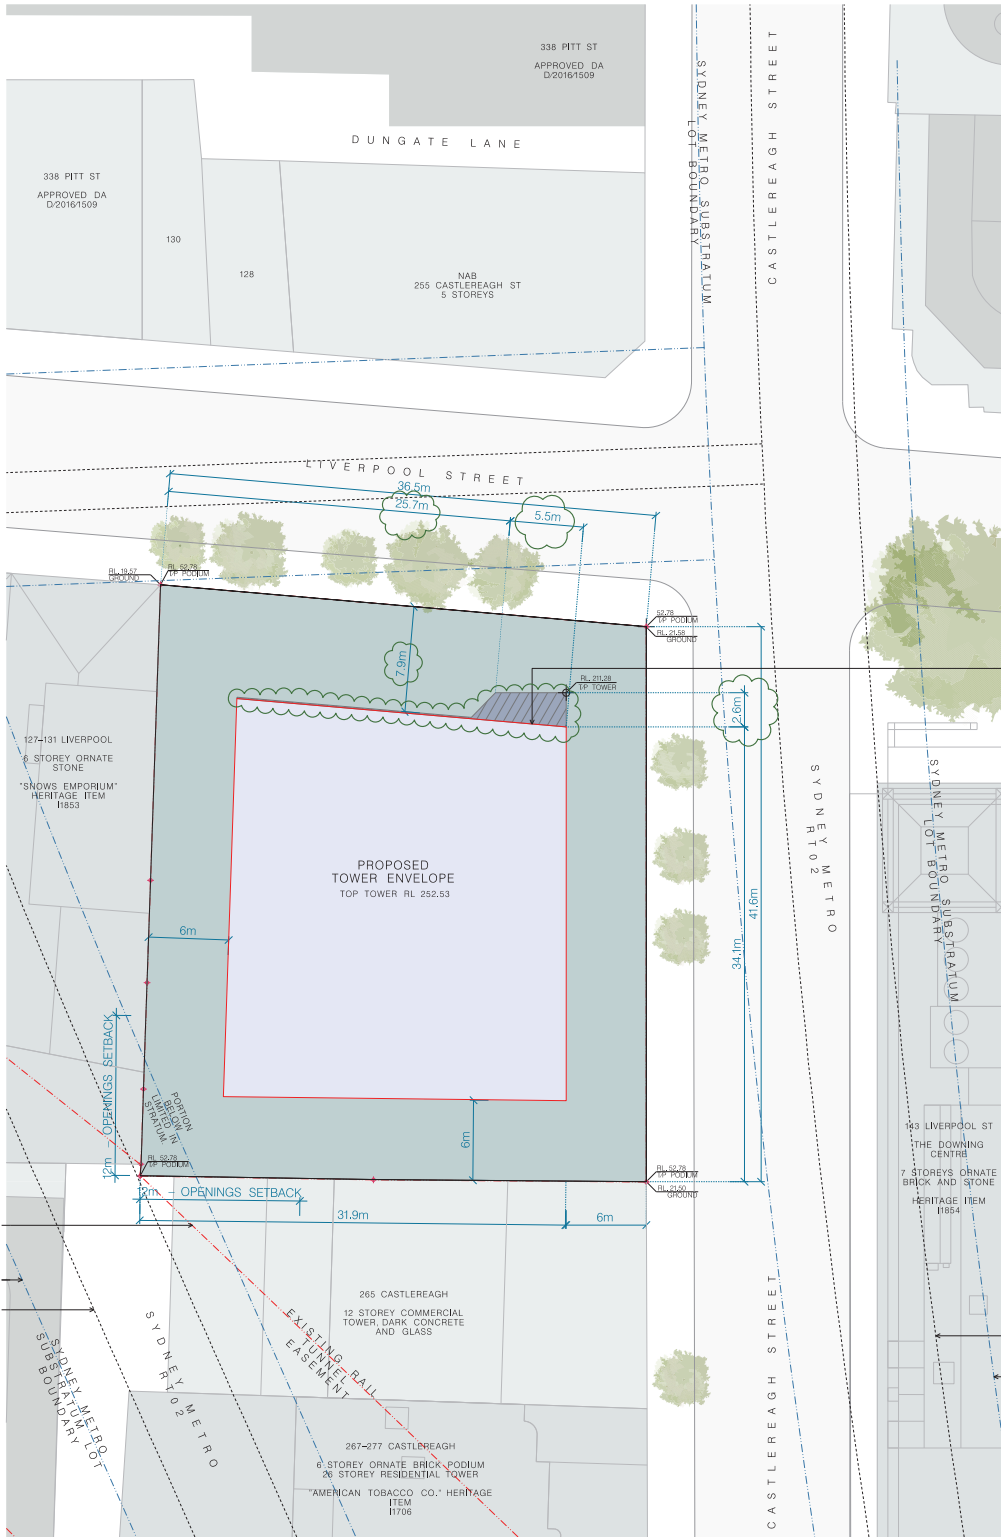 338 PITT ST
APPROVED DA
D/2016/1509
DUNGATE LANE
338 PITT ST
APPROVED DA
D/2016/1509
130
128
NAB
255 CASTLEREAGH ST
5 STOREYS
SYDNEY METRO SUBSTRATUM
LOT BOUNDARY
CASTLEREAGH STREET
LIVERPOOL STREET
36.5m
25.7m
5.5m
RL 19.57
GROUND
RL 52.78
T/P PODIUM
52.78
T/P PODIUM
RL 21.58
GROUND
7.9m
RL 211.28
T/P TOWER
2.6m
127-131 LIVERPOOL
6 STOREY ORNATE
STONE
"SNOWS EMPORIUM"
HERITAGE ITEM
I1853
PROPOSED
TOWER ENVELOPE
TOP TOWER RL 252.53
SYDNEY METRO
RT02
SYDNEY METRO SUBSTRATUM
LOT BOUNDARY
41.6m
34.1m
6m
12m - OPENINGS SETBACK
PORTION
BELOW
LIMITED IN
STRATUM.
6m
RL 52.78
T/P PODIUM
12m - OPENINGS SETBACK
31.9m
6m
RL 52.78
T/P PODIUM
RL 21.50
GROUND
143 LIVERPOOL ST
THE DOWNING
CENTRE
7 STOREYS ORNATE
BRICK AND STONE
HERITAGE ITEM
I1854
265 CASTLEREAGH
12 STOREY COMMERCIAL
TOWER, DARK CONCRETE
AND GLASS
EXISTING RAIL
TUNNEL
EASEMENT
SYDNEY METRO
RT02
SYDNEY METRO
SUBSTRATUM LOT
BOUNDARY
CASTLEREAGH STREET
267-277 CASTLEREAGH
6 STOREY ORNATE BRICK PODIUM
26 STOREY RESIDENTIAL TOWER
"AMERICAN TOBACCO CO." HERITAGE
ITEM
I1706